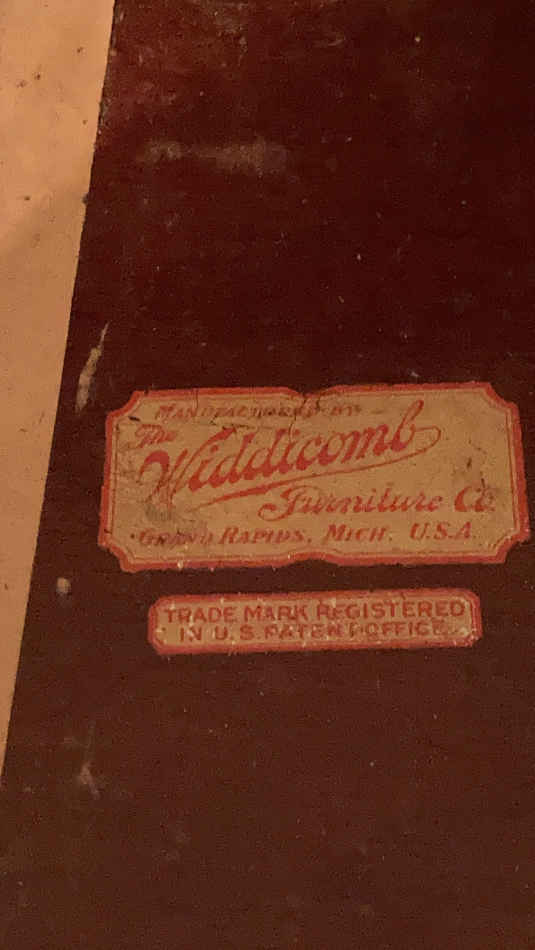 MANUFACTURED BY
The
Widdicomb
Furniture Co.
GRAND RAPIDS, MICH. U.S.A.
TRADE MARK REGISTERED
IN U.S. PATENT OFFICE.